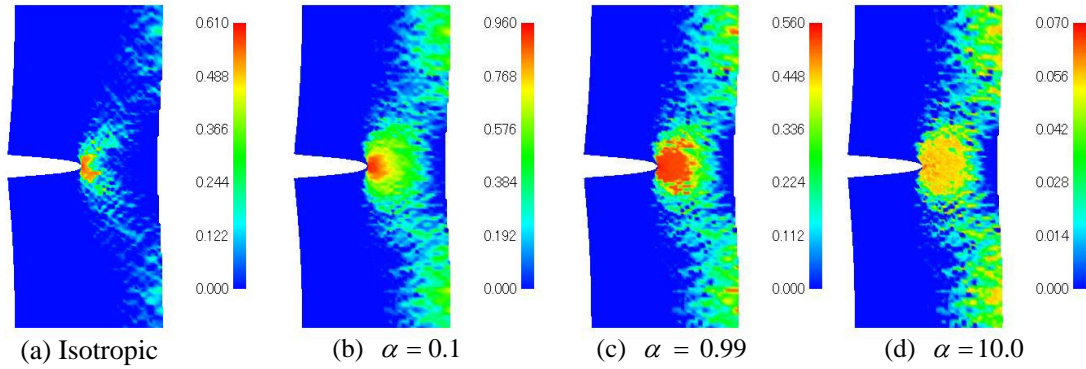 0.610 0.960 0.560 0.070
0.488 0.768 0.448 0.056
0.366 0.576 0.336 0.042
0.244 0.384 0.224 0.028
0.122 0.192 0.112 0.014
0.000 0.000 0.000 0.000
(a) Isotropic (b) α = 0.1 (c) α = 0.99 (d) α = 10.0